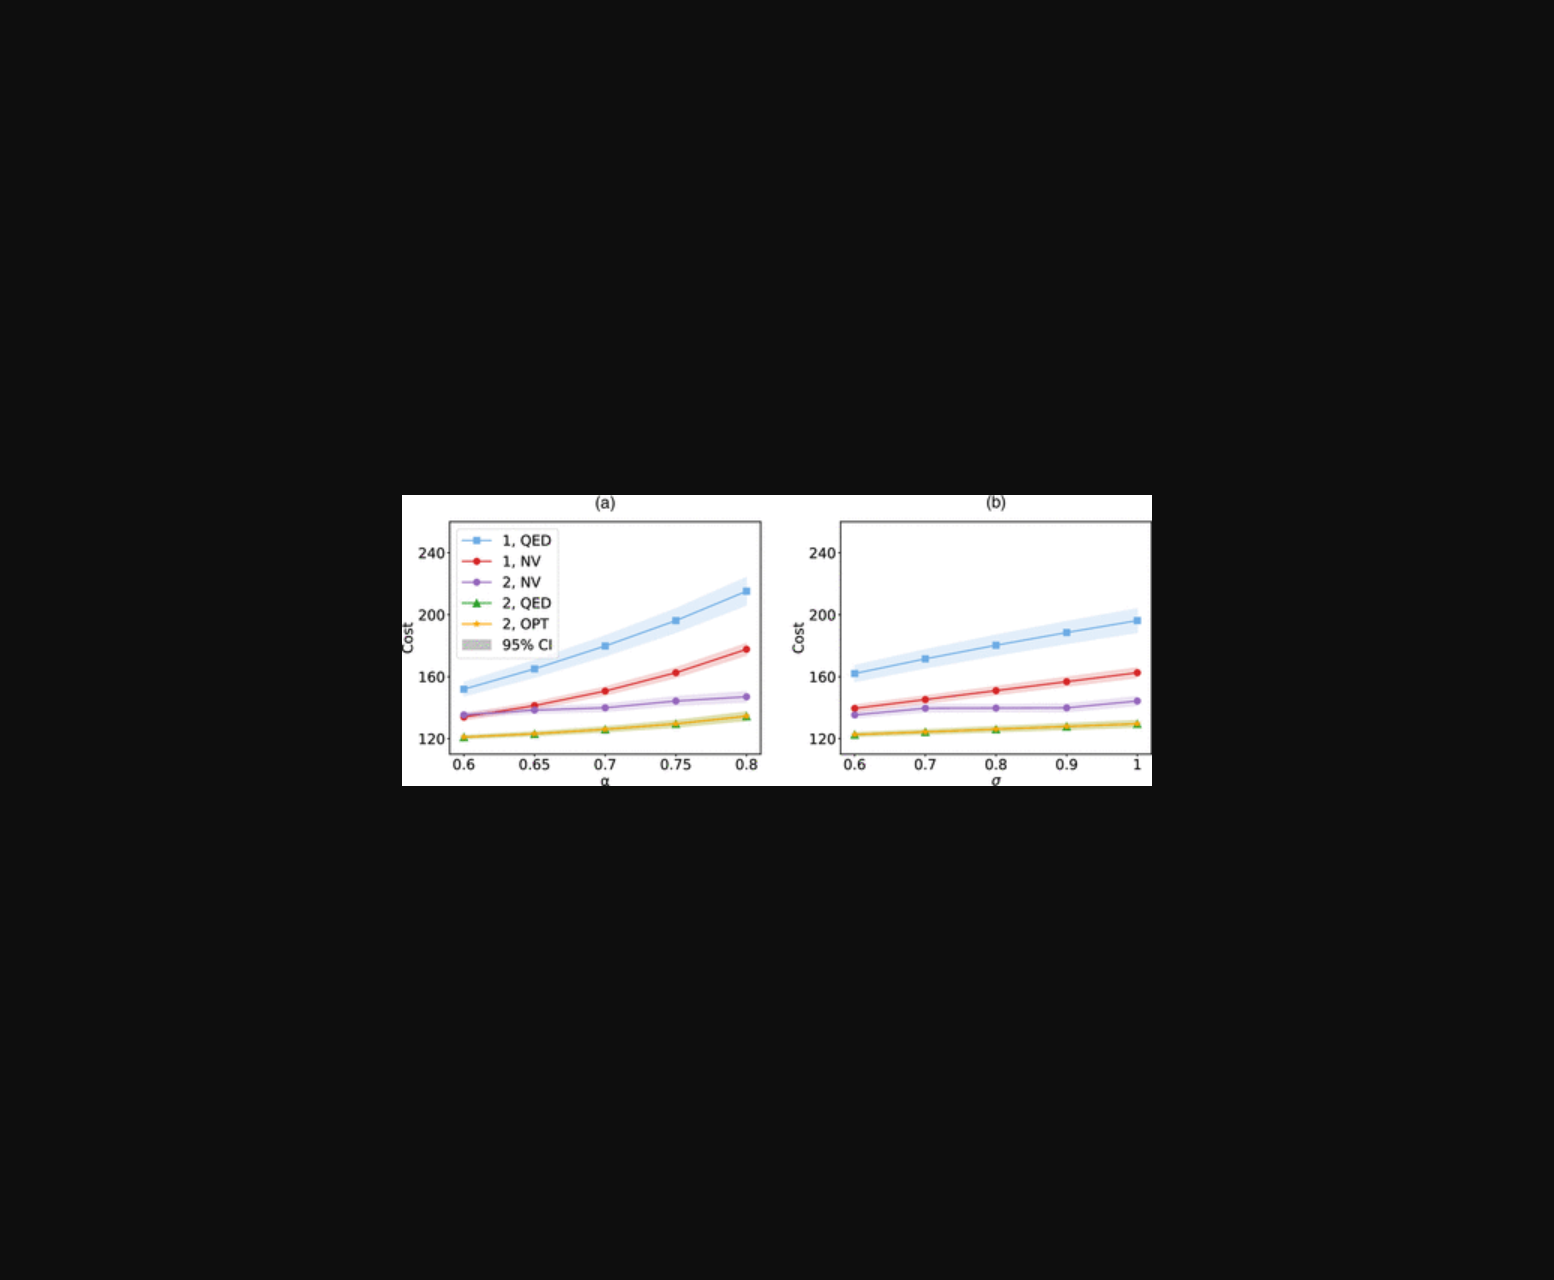 (a)
240
200
160
120
Cost
1, QED
1, NV
2, NV
2, QED
2, OPT
95% CI
0.6 0.65 0.7 0.75 0.8
α
(b)
240
200
160
120
Cost
0.6 0.7 0.8 0.9 1
σ